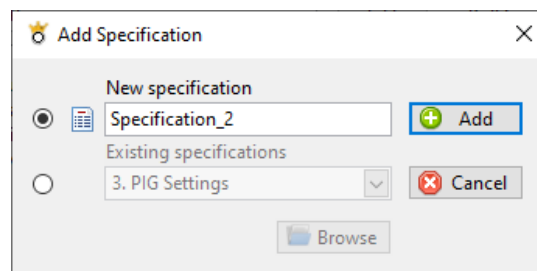 Add Specification
New specification
Specification_2
Add
Existing specifications
3. PIG Settings
Cancel
Browse